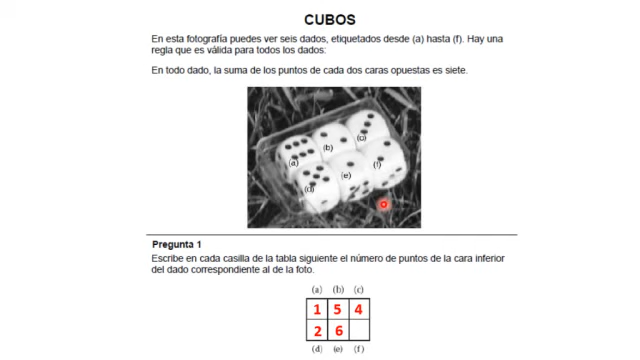 CUBOS
En esta fotografía puedes ver seis dados, etiquetados desde (a) hasta (f). Hay una
regla que es válida para todos los dados:
En todo dado, la suma de los puntos de cada dos caras opuestas es siete.
(a) (b) (c)
(d) (e) (f)
Pregunta 1
Escribe en cada casilla de la tabla siguiente el número de puntos de la cara inferior
del dado correspondiente al de la foto.
(a) (b) (c)
1 5 4
2 6
(d) (e) (f)